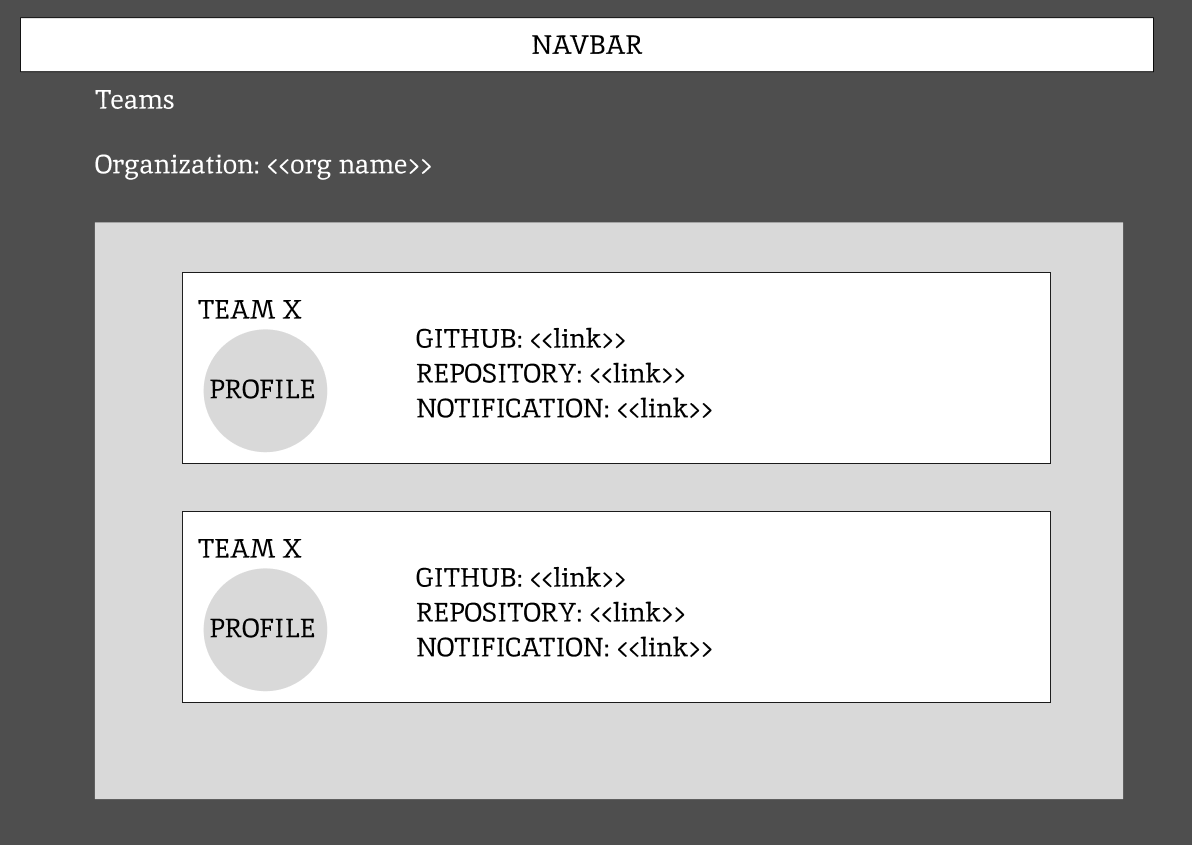 NAVBAR
Teams
Organization: <<org name>>
TEAM X
PROFILE
GITHUB: <<link>>
REPOSITORY: <<link>>
NOTIFICATION: <<link>>
TEAM X
PROFILE
GITHUB: <<link>>
REPOSITORY: <<link>>
NOTIFICATION: <<link>>